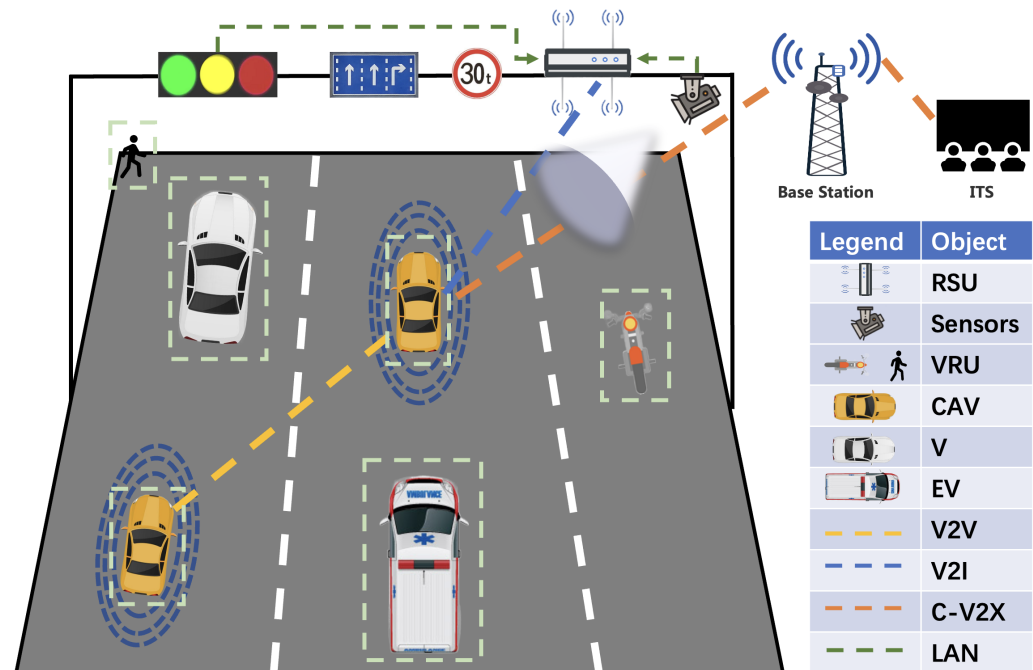 30t
Base Station
ITS
Legend Object
RSU
Sensors
VRU
CAV
V
EV
V2V
V2I
C-V2X
LAN